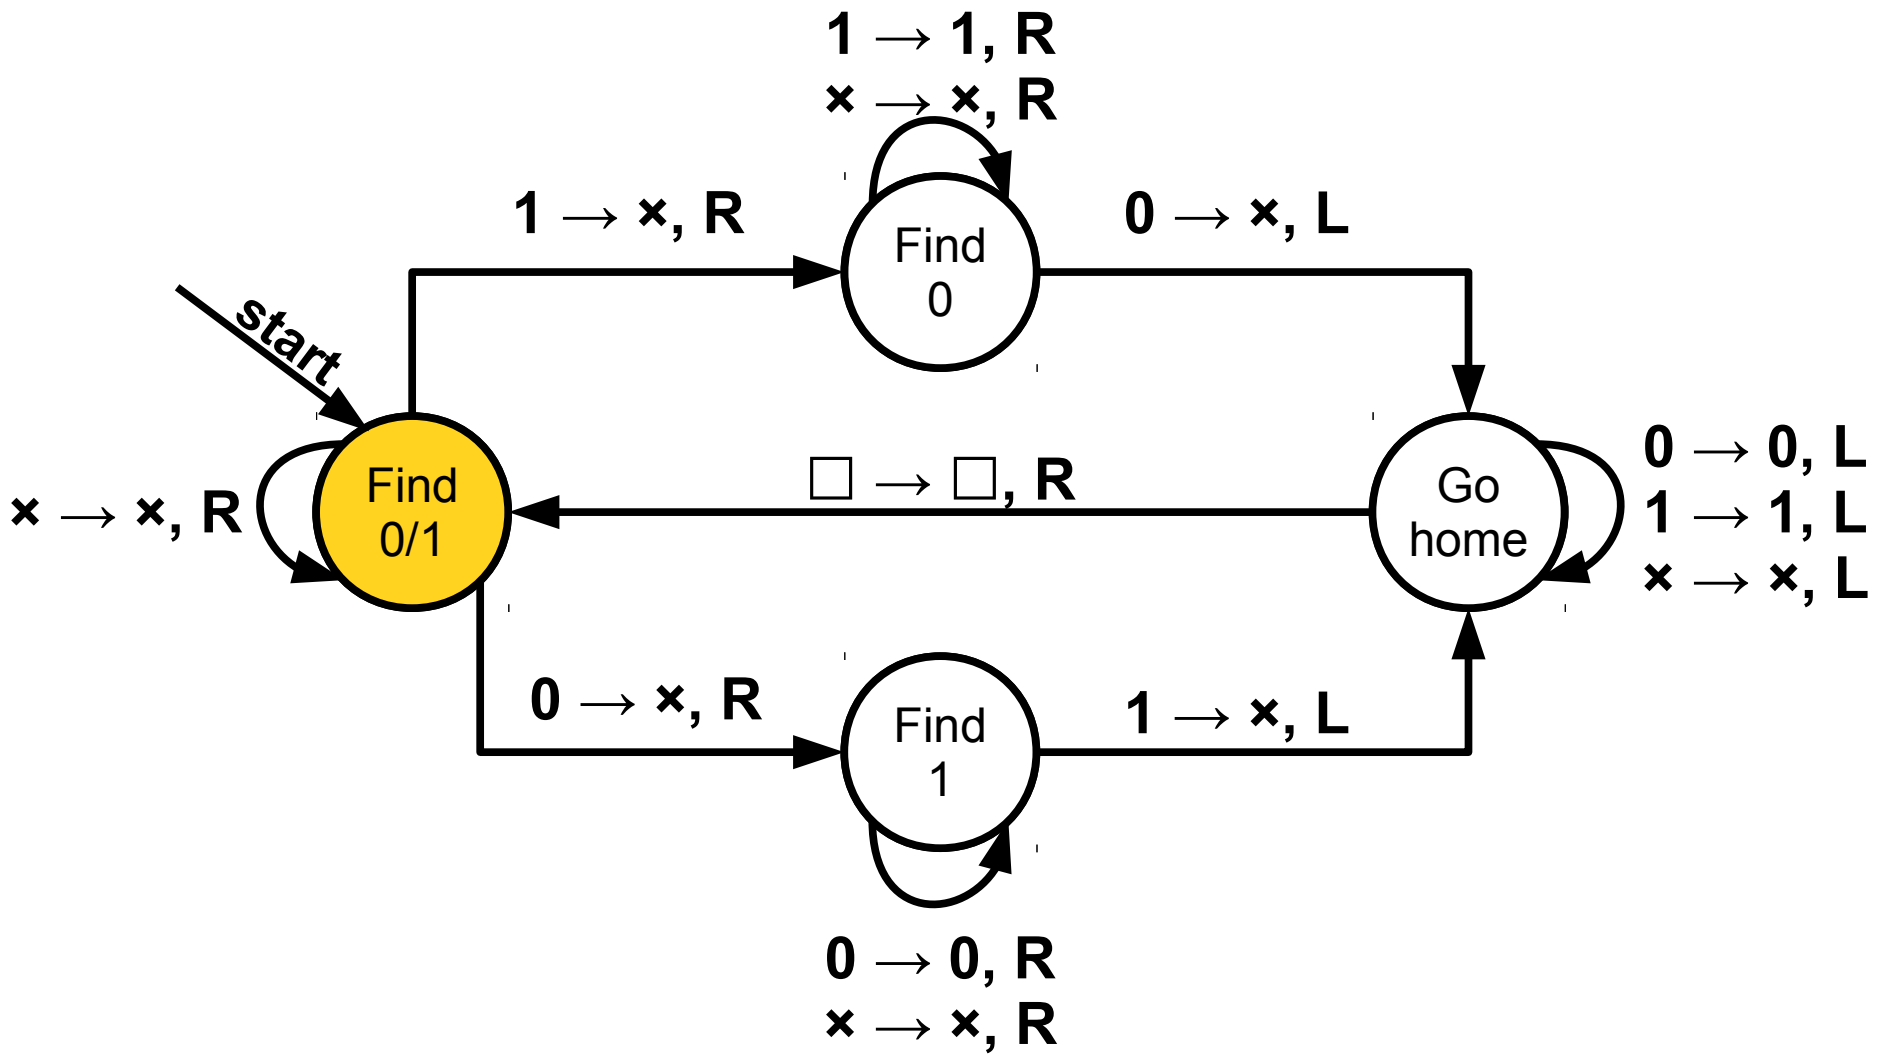 1 → 1, R
× → ×, R
1 → ×, R
Find
0
0 → ×, L
start
Find
0/1
× → ×, R
□ → □, R
Go
home
0 → 0, L
1 → 1, L
× → ×, L
0 → ×, R
Find
1
1 → ×, L
0 → 0, R
× → ×, R